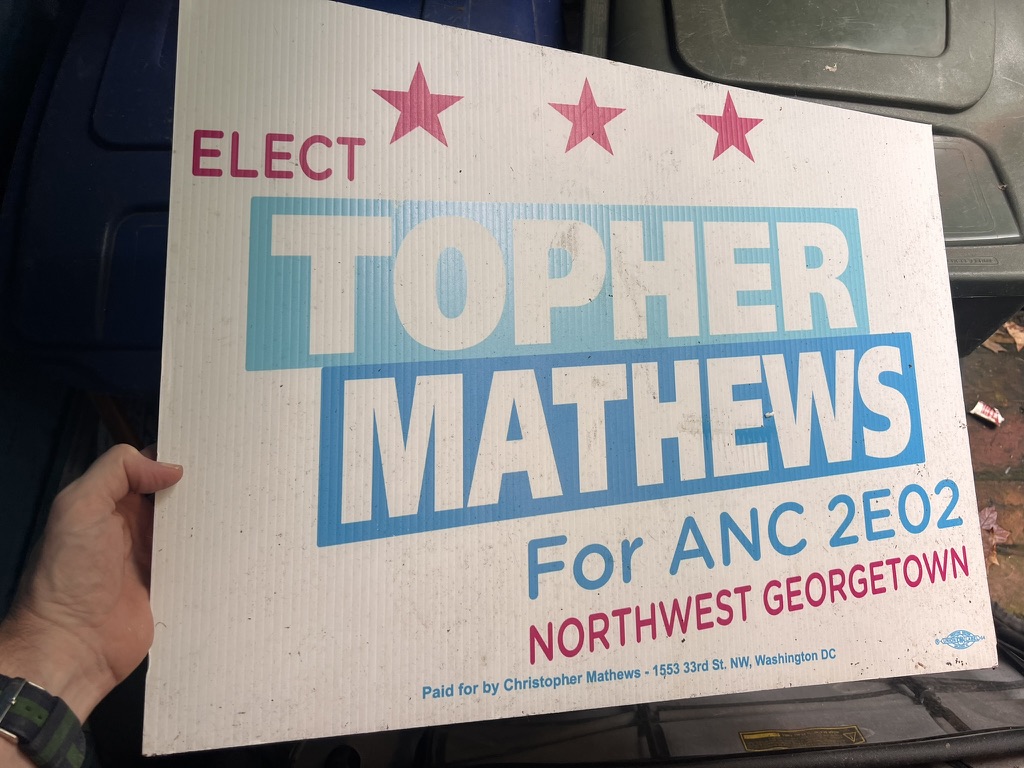 ELECT
TOPHER
MATHEWS
For ANC 2E02
NORTHWEST GEORGETOWN
Paid for by Christopher Mathews - 1553 33rd St. NW, Washington DC